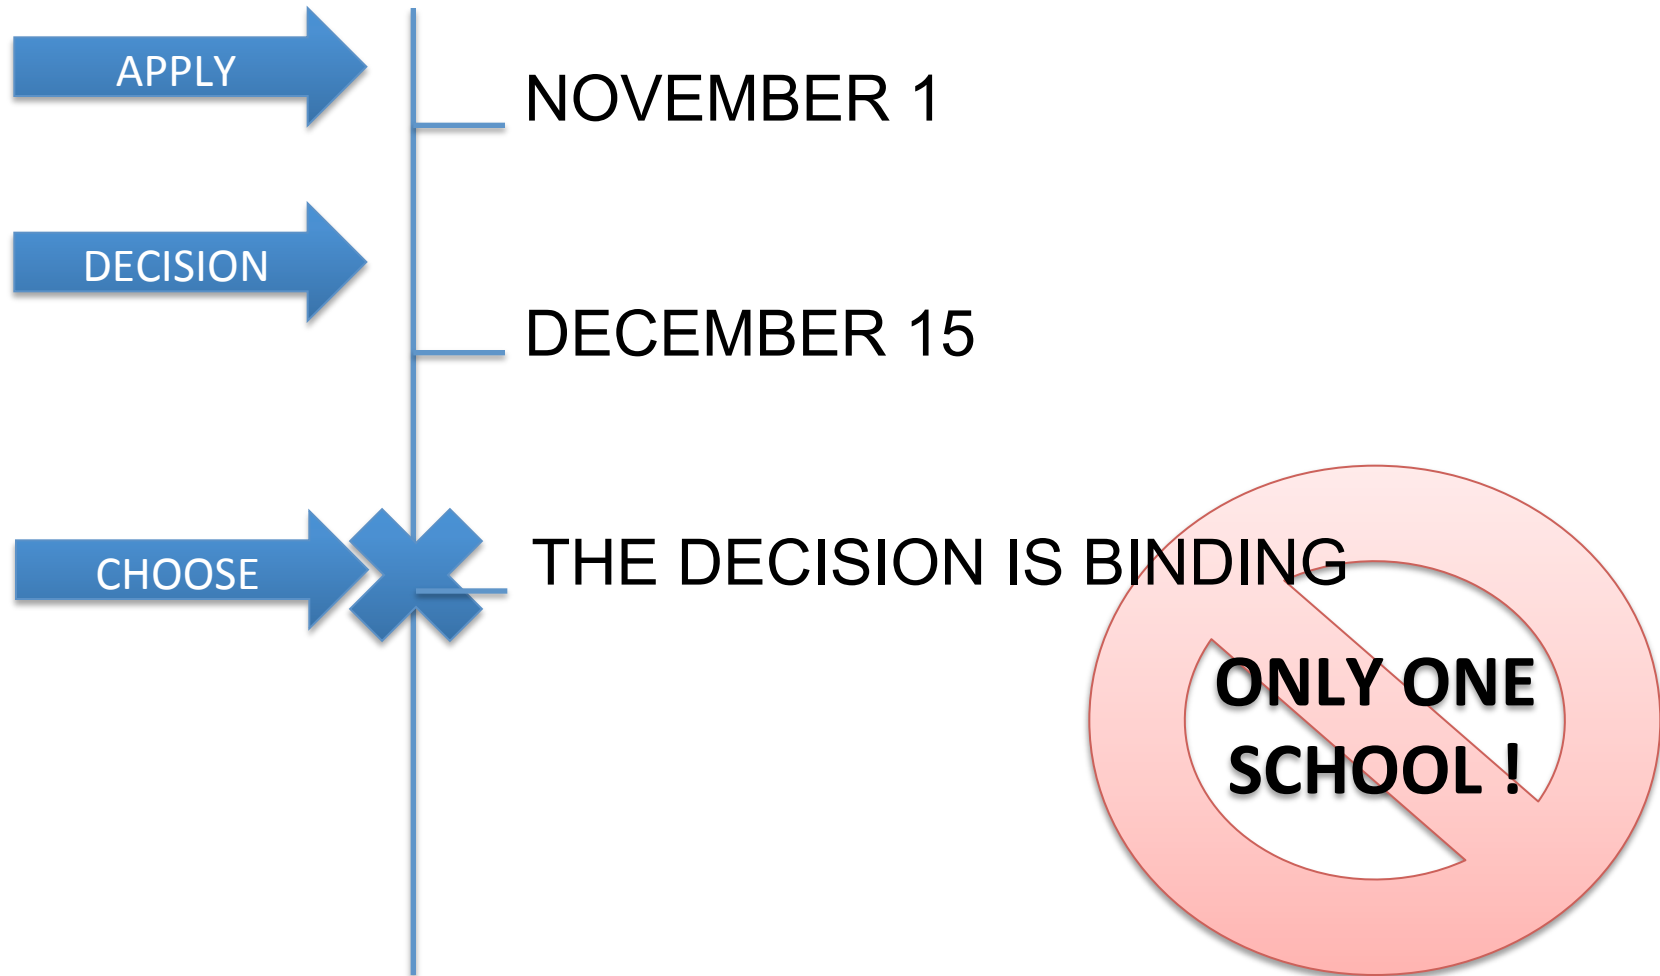 APPLY
NOVEMBER 1
DECISION
DECEMBER 15
CHOOSE
THE DECISION IS BINDING
ONLY ONE
SCHOOL !